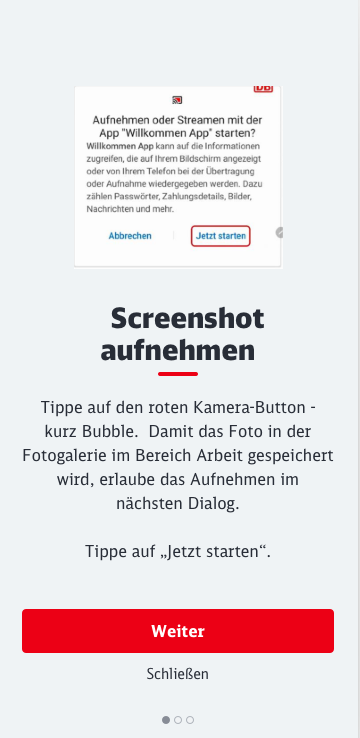 DB
Aufnehmen oder Streamen mit der
App "Willkommen App" starten?
Willkommen App kann auf die Informationen
zugreifen, die auf Ihrem Bildschirm angezeigt
oder von Ihrem Telefon bei der Übertragung
oder Aufnahme wiedergegeben werden. Dazu
zählen Passwörter, Zahlungsdetails, Bilder,
Nachrichten und mehr.
Abbrechen Jetzt starten
Screenshot
aufnehmen
Tippe auf den roten Kamera-Button -
kurz Bubble. Damit das Foto in der
Fotogalerie im Bereich Arbeit gespeichert
wird, erlaube das Aufnehmen im
nächsten Dialog.
Tippe auf „Jetzt starten“.
Weiter
Schließen